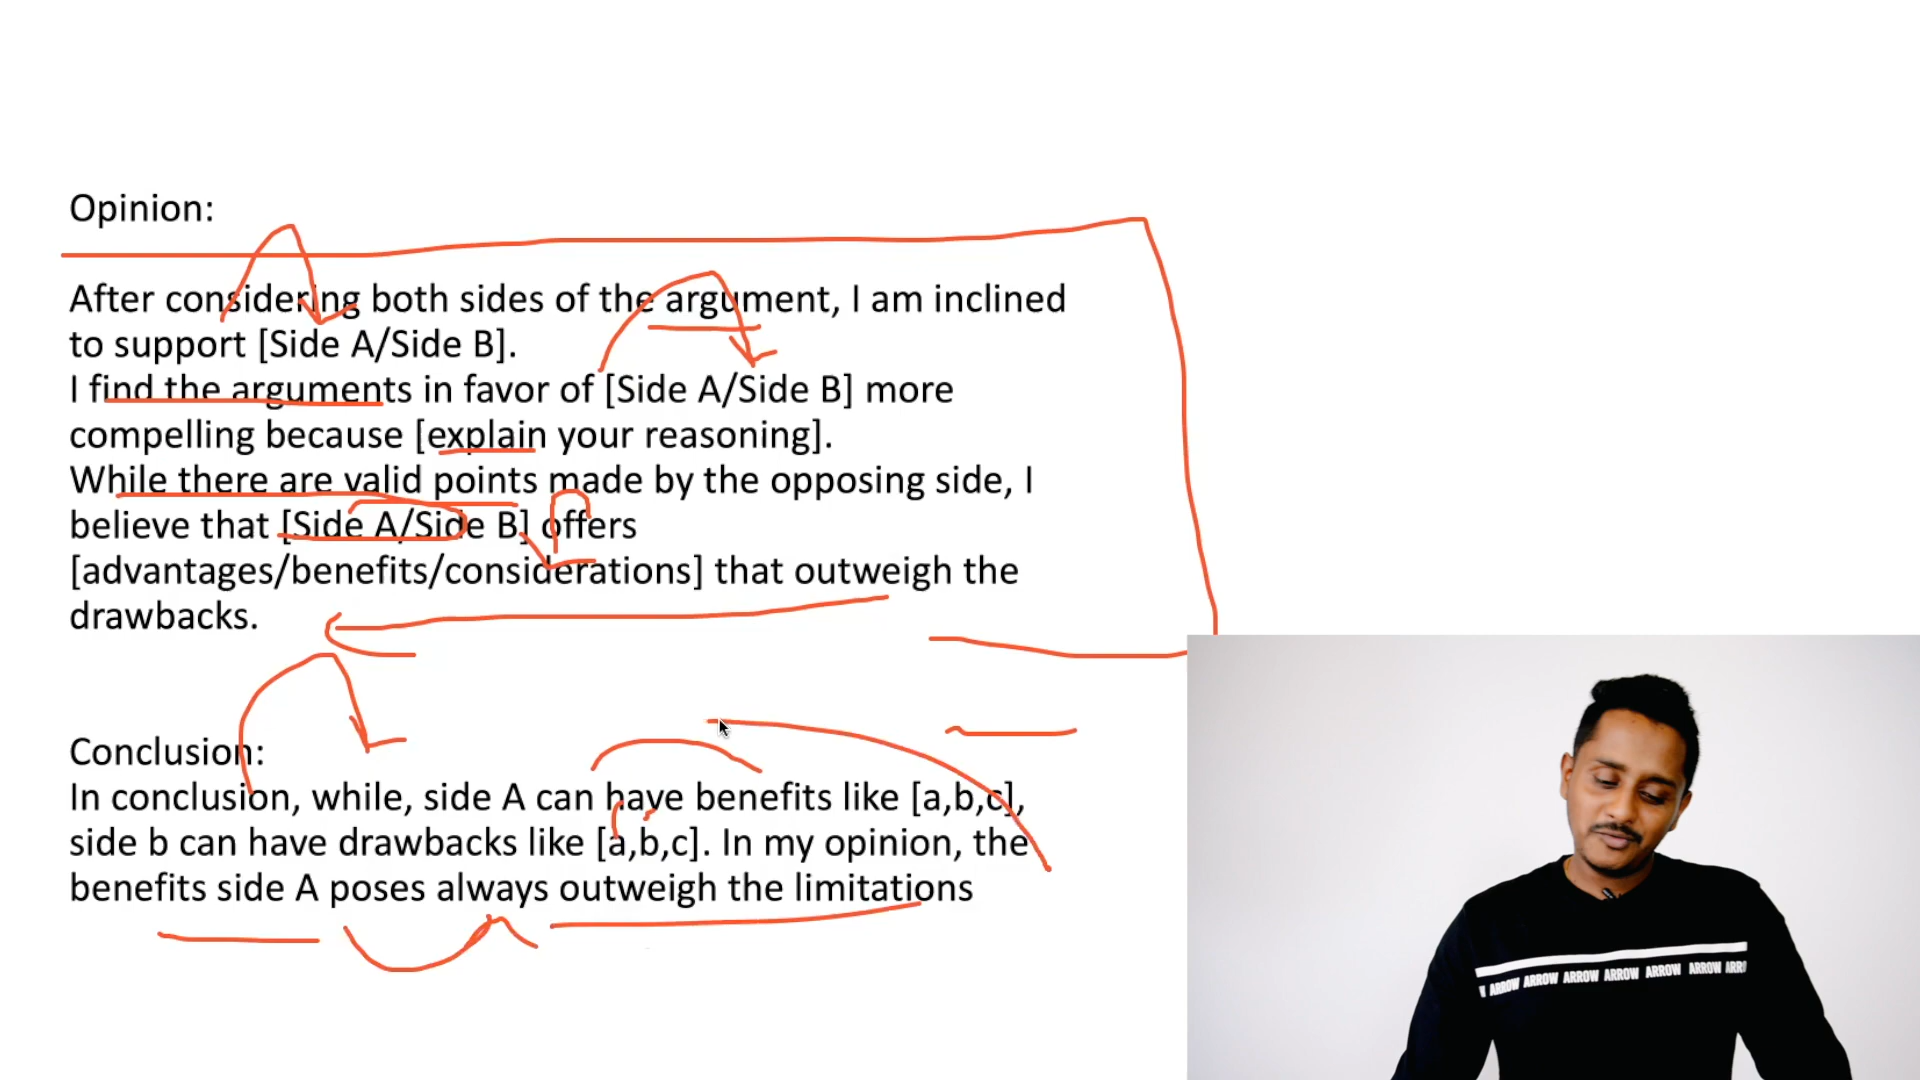 Opinion:
After considering both sides of the argument, I am inclined
to support [Side A/Side B].
I find the arguments in favor of [Side A/Side B] more
compelling because [explain your reasoning].
While there are valid points made by the opposing side, I
believe that [Side A/Side B] offers
[advantages/benefits/considerations] that outweigh the
drawbacks.
Conclusion:
In conclusion, while, side A can have benefits like [a,b,c],
side b can have drawbacks like [a,b,c]. In my opinion, the
benefits side A poses always outweigh the limitations
ARROW ARROW ARROW ARROW ARROW ARR